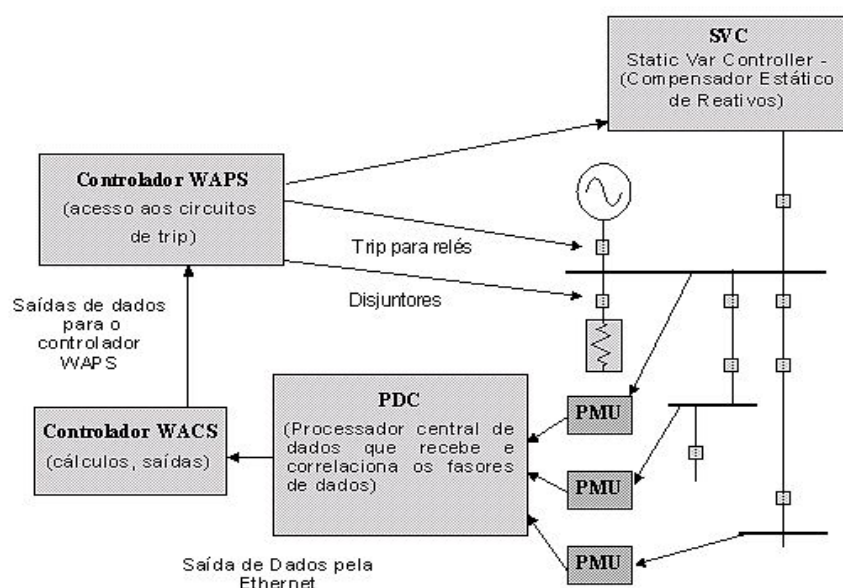 SVC
Static Var Controller -
(Compensador Estático
de Reativos)
Controlador WAPS
(acesso aos circuitos
de trip)
Trip para relés
Disjuntores
Saídas de dados
para o
controlador
WAPS
PDC
(Processador central de
dados que recebe e
correlaciona os fasores
de dados)
PMU
PMU
PMU
Controlador WACS
(cálculos, saídas)
Saída de Dados pela
Ethernet